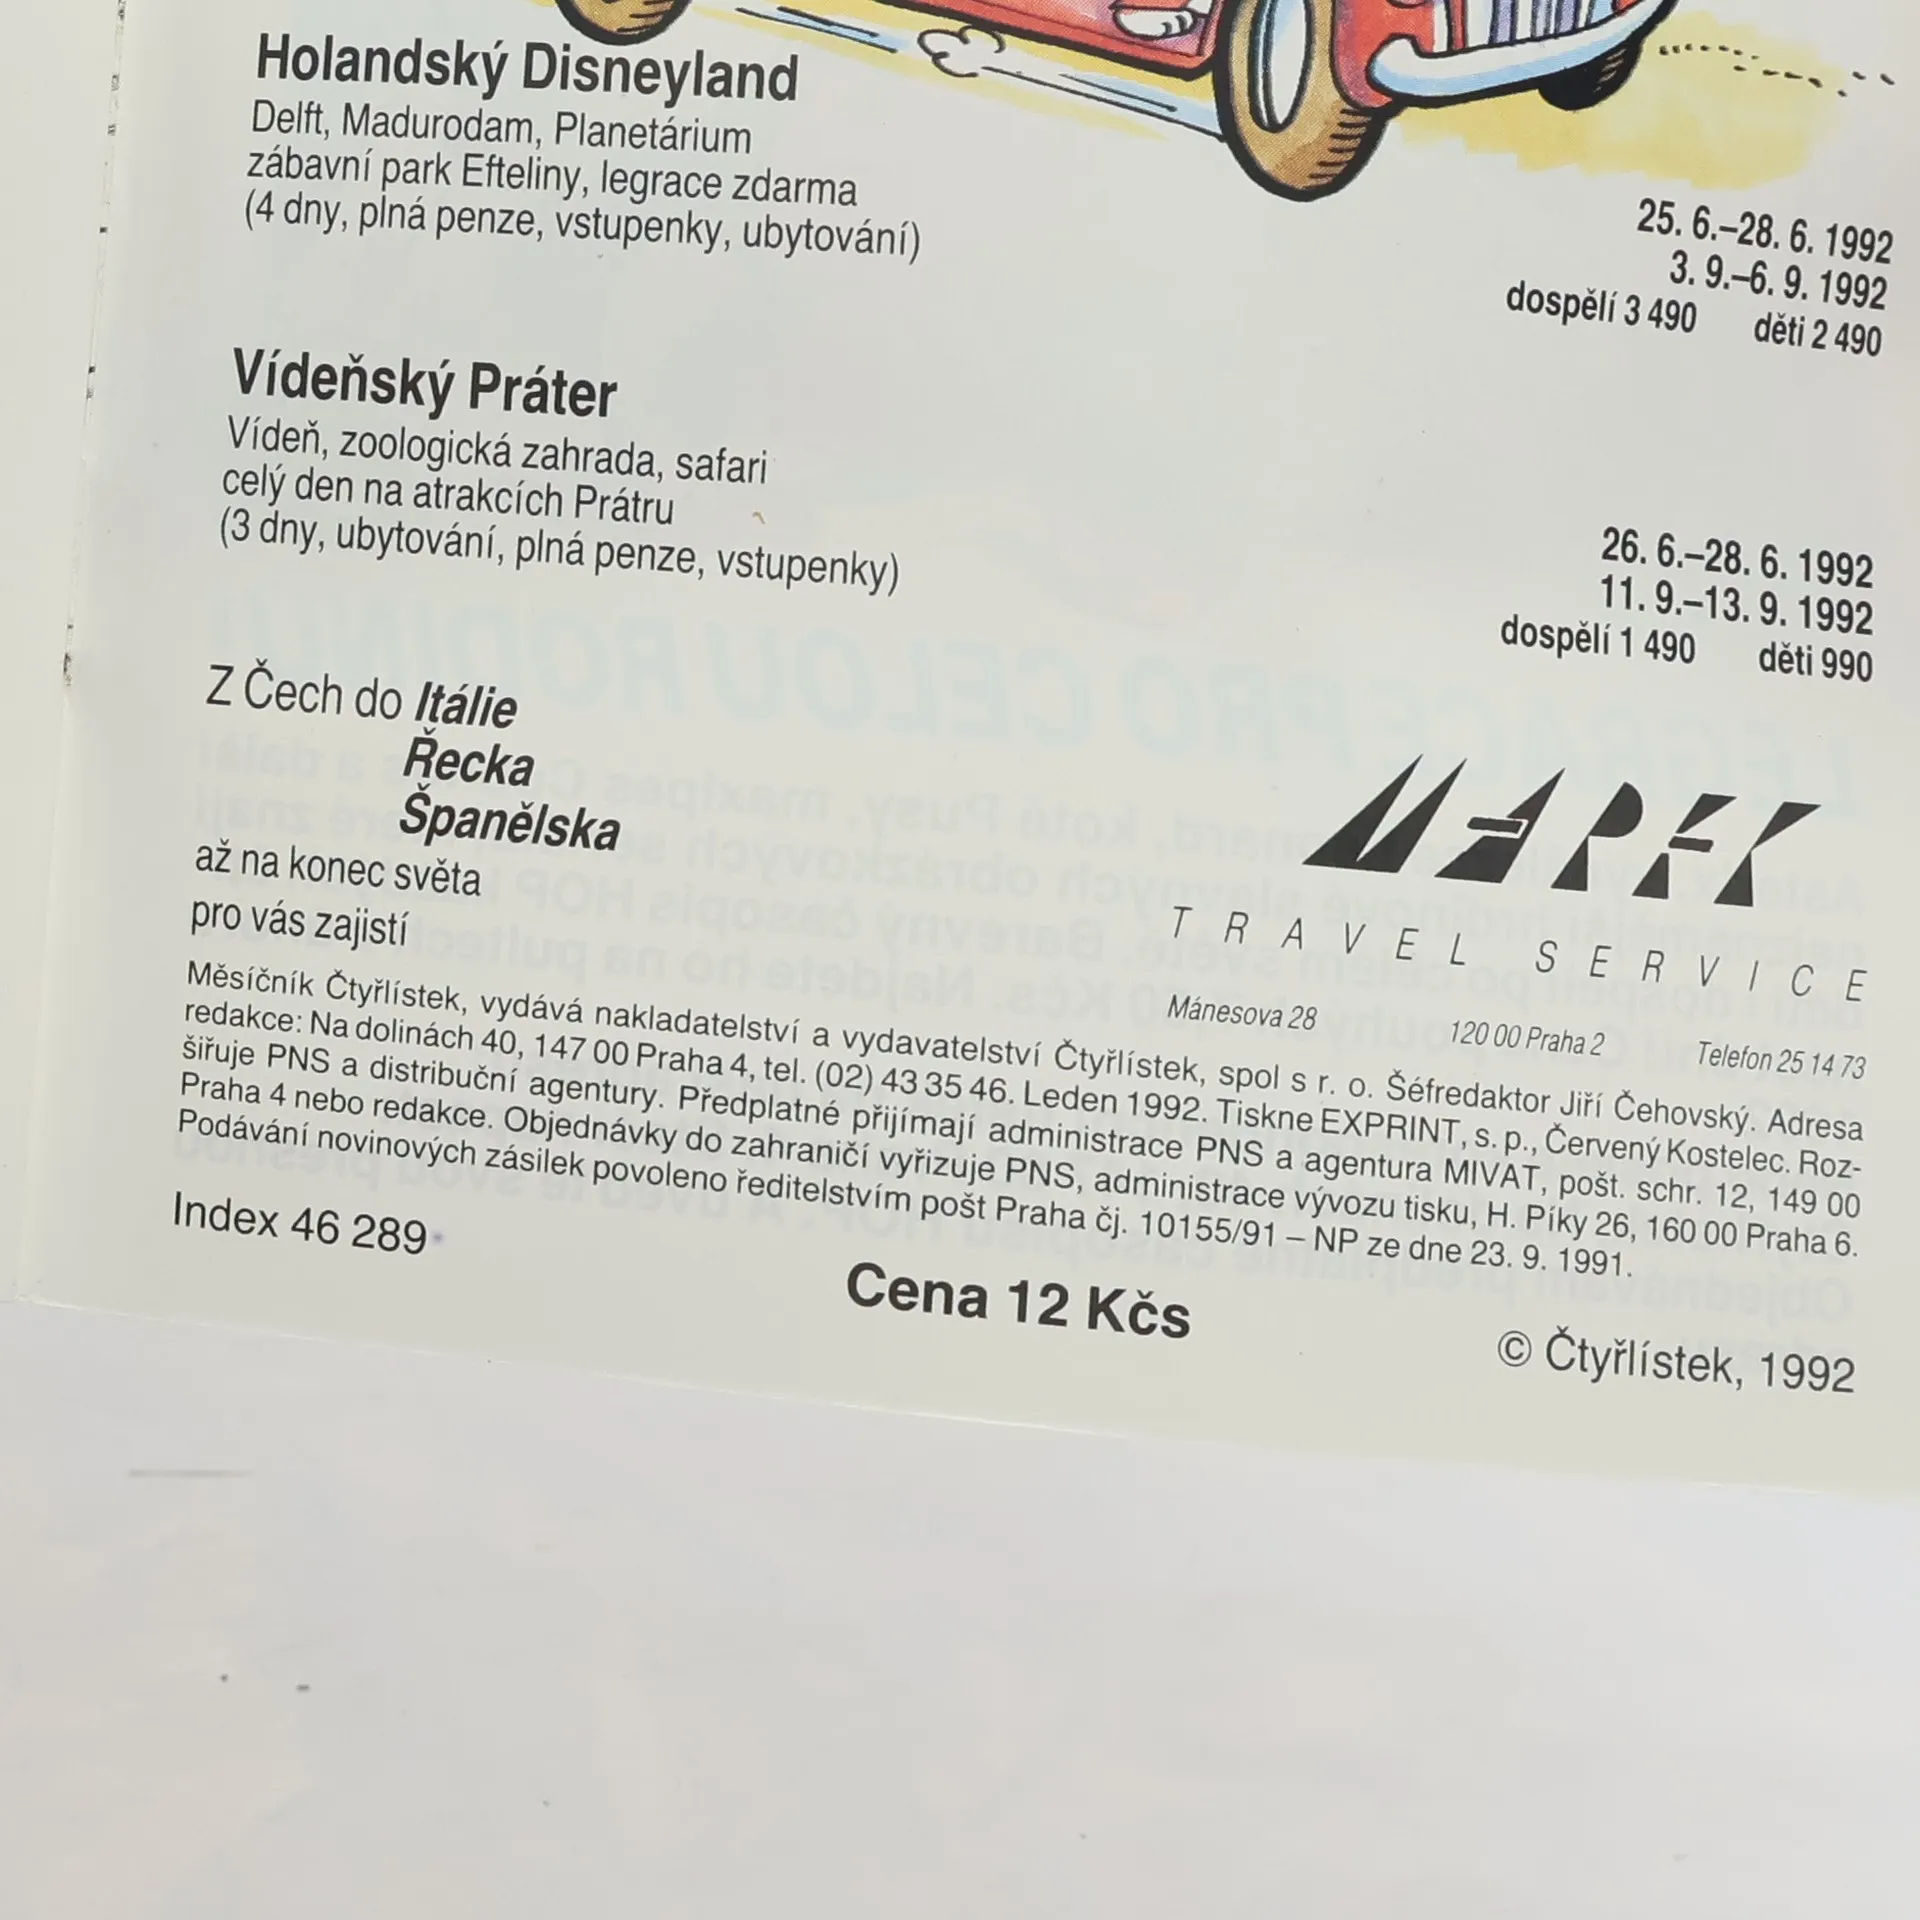 Holandský Disneyland
Delft, Madurodam, Planetárium
zábavní park Efteliny, legrace zdarma
(4 dny, plná penze, vstupenky, ubytování)
25. 6.–28. 6. 1992
3. 9.–6. 9. 1992
dospělí 3 490 děti 2 490
Vídeňský Práter
Vídeň, zoologická zahrada, safari
celý den na atrakcích Prátru
(3 dny, ubytování, plná penze, vstupenky)
26. 6.–28. 6. 1992
11. 9.–13. 9. 1992
dospělí 1 490 děti 990
Z Čech do Itálie
Řecka
Španělska
až na konec světa
pro vás zajistí
MAREK
TRAVEL SERVICE
Mánesova 28 120 00 Praha 2 Telefon 25 14 73
Měsíčník Čtyřlístek, vydává nakladatelství a vydavatelství Čtyřlístek, spol s r. o. Šéfredaktor Jiří Čehovský. Adresa
redakce: Na dolinách 40, 147 00 Praha 4, tel. (02) 43 35 46. Leden 1992. Tiskne EXPRINT, s. p., Červený Kostelec. Roz-
šiřuje PNS a distribuční agentury. Předplatné přijímají administrace PNS a agentura MIVAT, pošt. schr. 12, 149 00
Praha 4 nebo redakce. Objednávky do zahraničí vyřizuje PNS, administrace vývozu tisku, H. Píky 26, 160 00 Praha 6.
Podávání novinových zásilek povoleno ředitelstvím pošt Praha čj. 10155/91 – NP ze dne 23. 9. 1991.
Index 46 289
Cena 12 Kčs
© Čtyřlístek, 1992